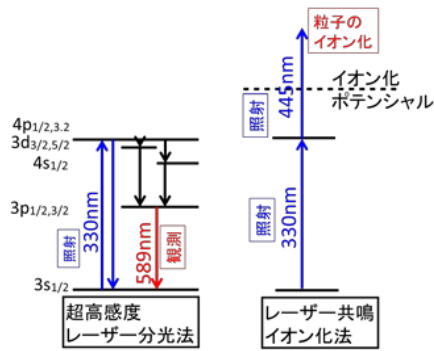 粒子の
イオン化
445nm
照射
イオン化
ポテンシャル
4p1/2,3.2
3d3/2,5/2
4s1/2
3p1/2,3/2
3s1/2
照射
330nm
589nm
観測
照射
330nm
超高感度
レーザー分光法
レーザー共鳴
イオン化法